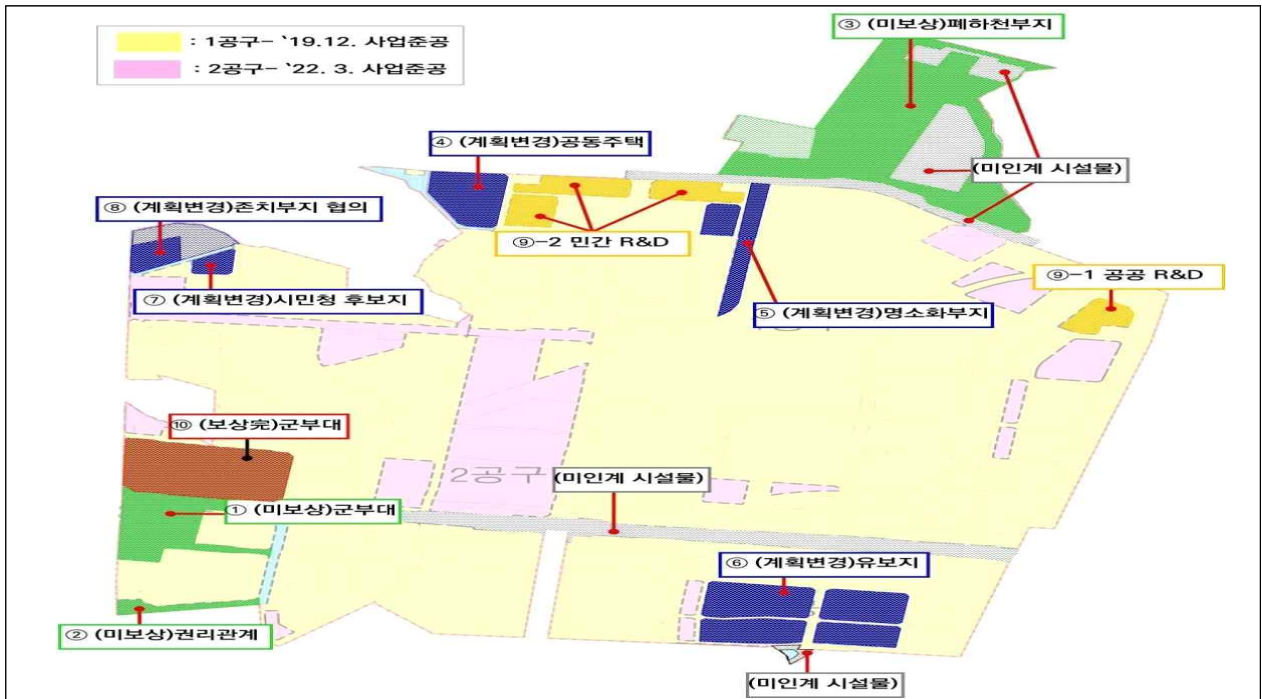 : 1공구- `19.12. 사업준공
: 2공구- `22. 3. 사업준공
③ (미보상)폐하천부지
④ (계획변경)공동주택
(미인계 시설물)
⑧ (계획변경)존치부지 협의
⑨-2 민간 R&D
⑨-1 공공 R&D
⑦ (계획변경)시민청 후보지
⑤ (계획변경)명소화부지
⑩ (보상完)군부대
2공구
(미인계 시설물)
① (미보상)군부대
⑥ (계획변경)유보지
② (미보상)권리관계
(미인계 시설물)